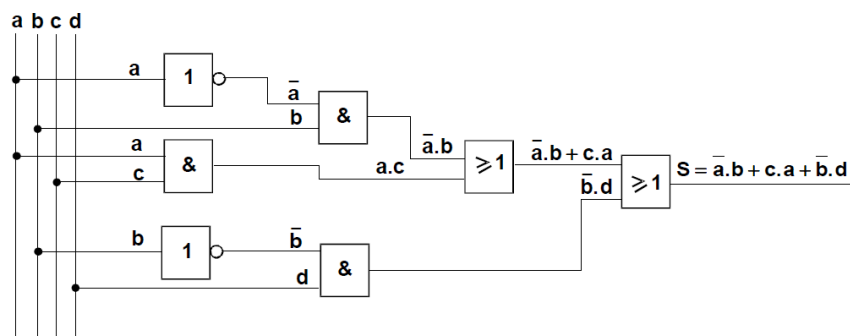 a b c d
a 1 a̅
b & a̅.b
a & a.c
c
≥1 a̅.b + c.a
b̅.d ≥1 S = a̅.b + c.a + b̅.d
b 1 b̅
d &